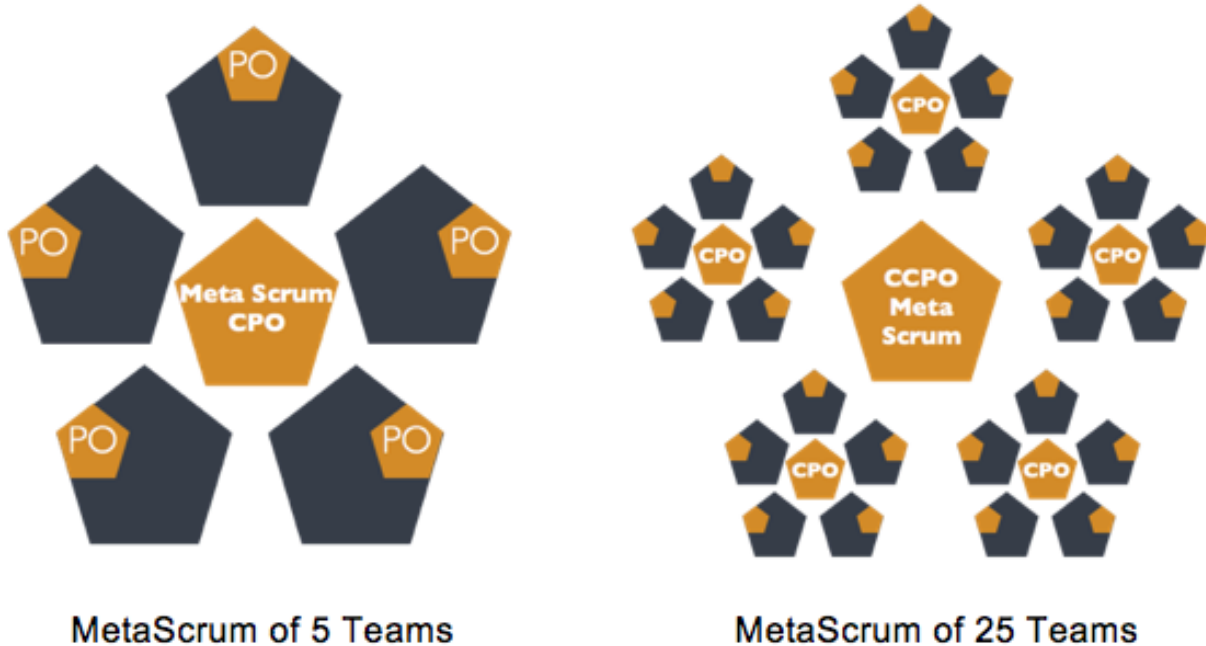 PO
PO
PO
Meta Scrum
CPO
PO
PO
MetaScrum of 5 Teams
CPO
CPO
CPO
CCPO
Meta
Scrum
CPO
CPO
MetaScrum of 25 Teams